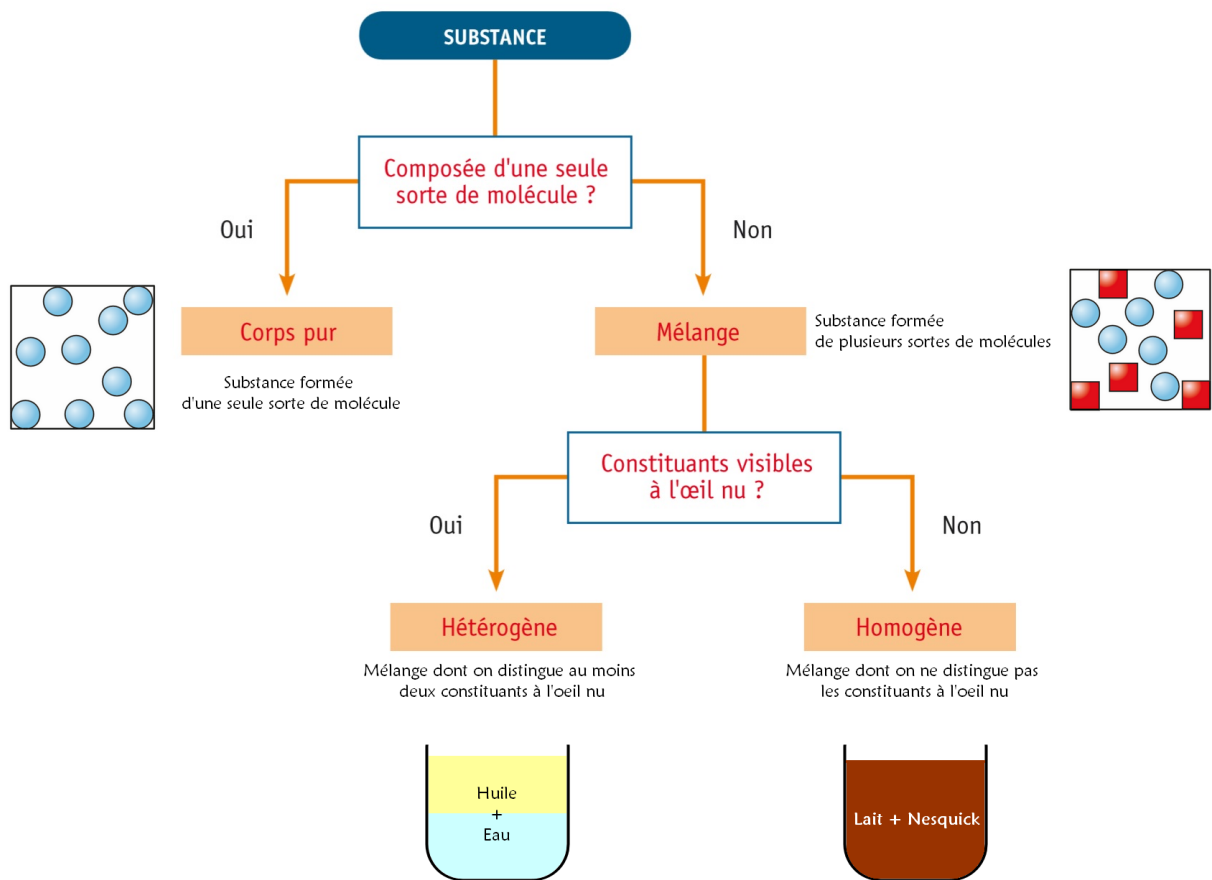 SUBSTANCE
Composée d'une seule
sorte de molécule ?
Oui
Non
Corps pur
Mélange
Substance formée
de plusieurs sortes de molécules
Substance formée
d'une seule sorte de molécule
Constituants visibles
à l'œil nu ?
Oui
Non
Hétérogène
Homogène
Mélange dont on distingue au moins
deux constituants à l'oeil nu
Mélange dont on ne distingue pas
les constituants à l'oeil nu
Huile
+
Eau
Lait + Nesquick